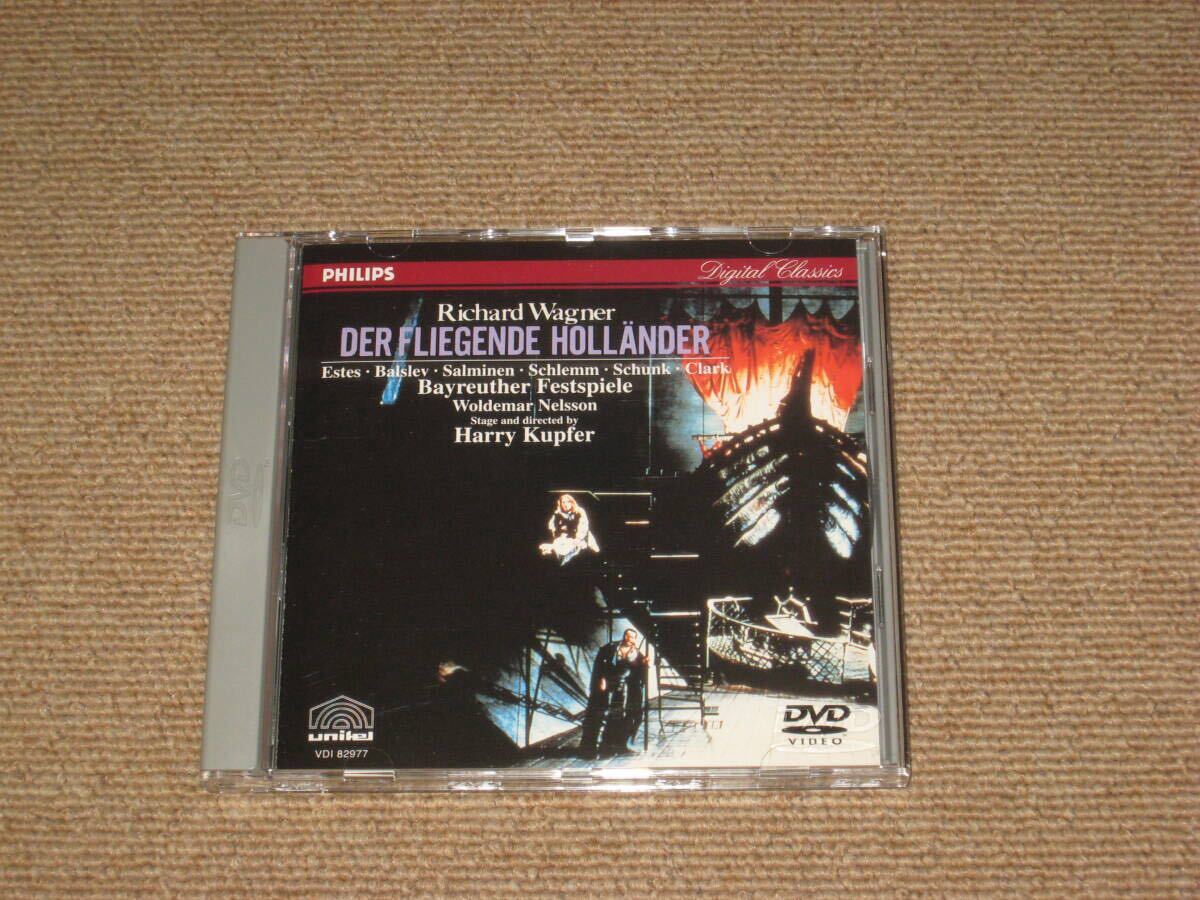 PHILIPS
Digital Classics
Richard Wagner
DER FLIEGENDE HOLLÄNDER
Estes · Balslev · Salminen · Schlemm · Schunk · Clark
Bayreuther Festspiele
Woldemar Nelsson
Stage and directed by
Harry Kupfer
DVD
unitel
VDI 82977
DVD
VIDEO